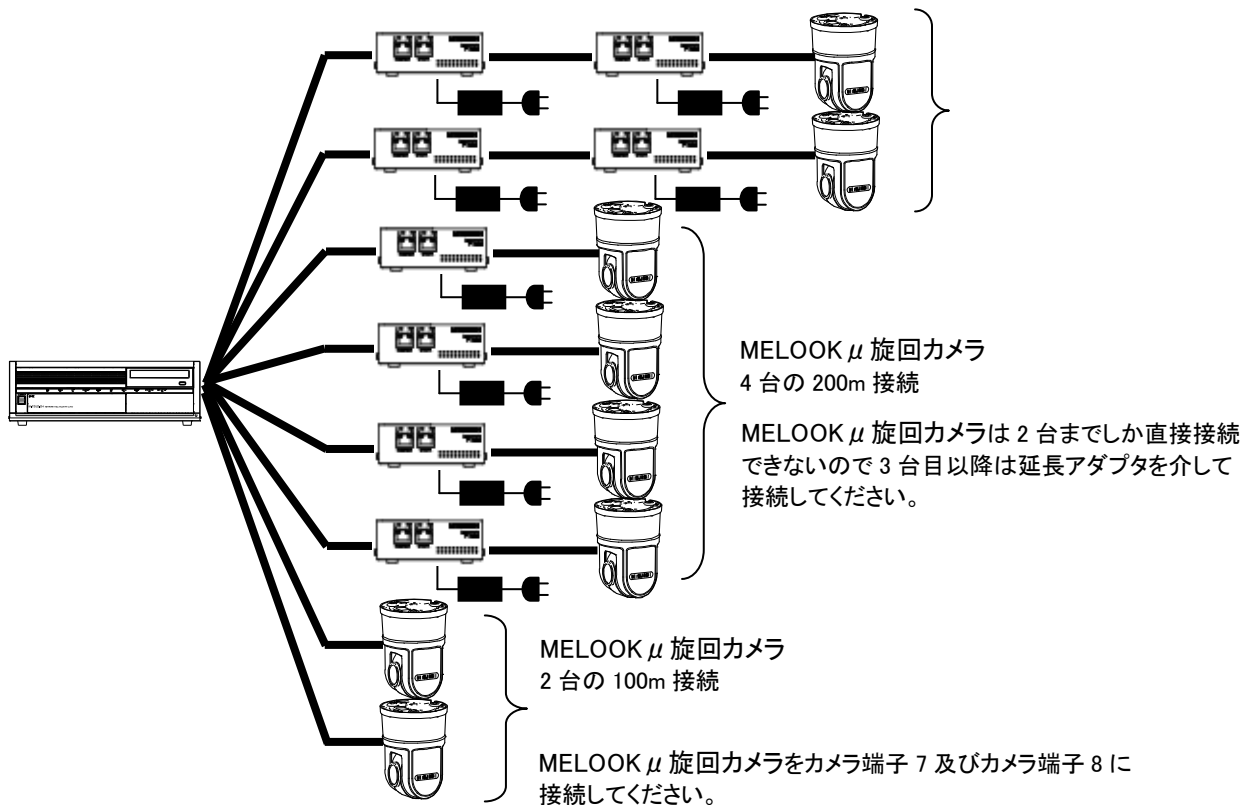 MELOOK μ 旋回カメラ
4 台の 200m 接続
MELOOK μ 旋回カメラは 2 台までしか直接接続
できないので 3 台目以降は延長アダプタを介して
接続してください。
MELOOK μ 旋回カメラ
2 台の 100m 接続
MELOOK μ 旋回カメラをカメラ端子 7 及びカメラ端子 8 に
接続してください。